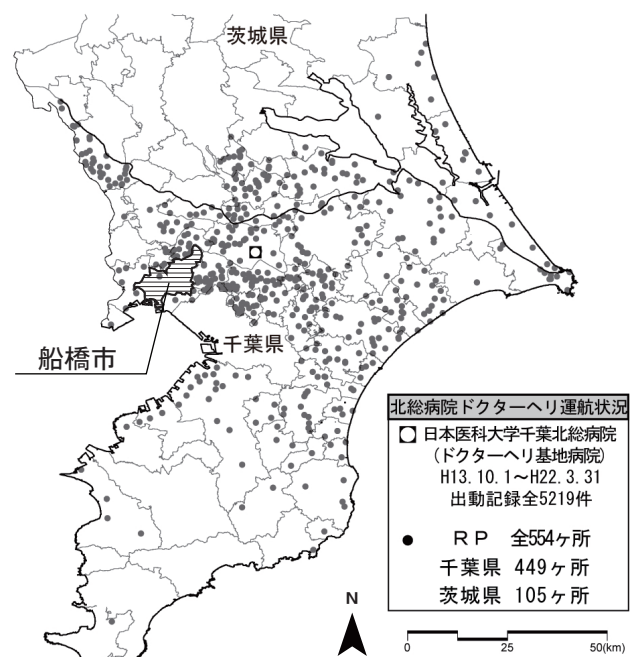 茨城県
船橋市
千葉県
北総病院ドクターヘリ運航状況
日本医科大学千葉北総病院
(ドクターヘリ基地病院)
H13.10.1～H22.3.31
出動記録全5219件
ＲＰ 全554ヶ所
千葉県 449ヶ所
茨城県 105ヶ所
N
0 25 50(km)